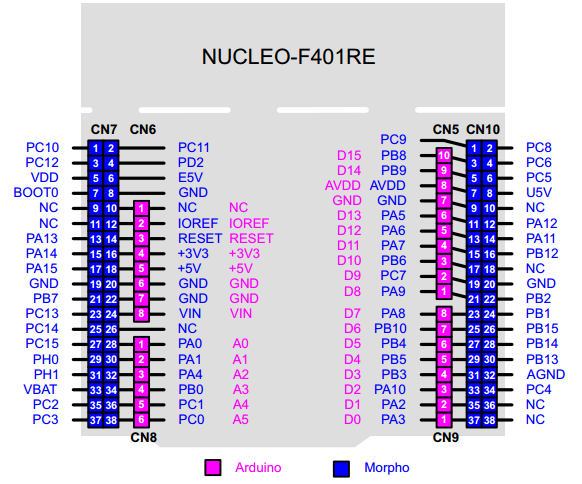 NUCLEO-F401RE
CN7 CN6 CN5 CN10
PC9
PC10 1 2 PC11 D15 PB8 10 1 2 PC8
PC12 3 4 PD2 D14 PB9 9 3 4 PC6
VDD 5 6 E5V AVDD AVDD 8 5 6 PC5
BOOT0 7 8 GND GND GND 7 7 8 U5V
NC 9 10 1 NC NC D13 PA5 6 9 10 NC
NC 11 12 2 IOREF IOREF D12 PA6 5 11 12 PA12
PA13 13 14 3 RESET RESET D11 PA7 4 13 14 PA11
PA14 15 16 4 +3V3 +3V3 D10 PB6 3 15 16 PB12
PA15 17 18 5 +5V +5V D9 PC7 2 17 18 NC
GND 19 20 6 GND GND D8 PA9 1 19 20 GND
PB7 21 22 7 GND GND 21 22 PB2
PC13 23 24 8 VIN VIN D7 PA8 8 23 24 PB1
PC14 25 26 NC D6 PB10 7 25 26 PB15
PC15 27 28 1 PA0 A0 D5 PB4 6 27 28 PB14
PH0 29 30 2 PA1 A1 D4 PB5 5 29 30 PB13
PH1 31 32 3 PA4 A2 D3 PB3 4 31 32 AGND
VBAT 33 34 4 PB0 A3 D2 PA10 3 33 34 PC4
PC2 35 36 5 PC1 A4 D1 PA2 2 35 36 NC
PC3 37 38 6 PC0 A5 D0 PA3 1 37 38 NC
CN8 CN9
Arduino Morpho